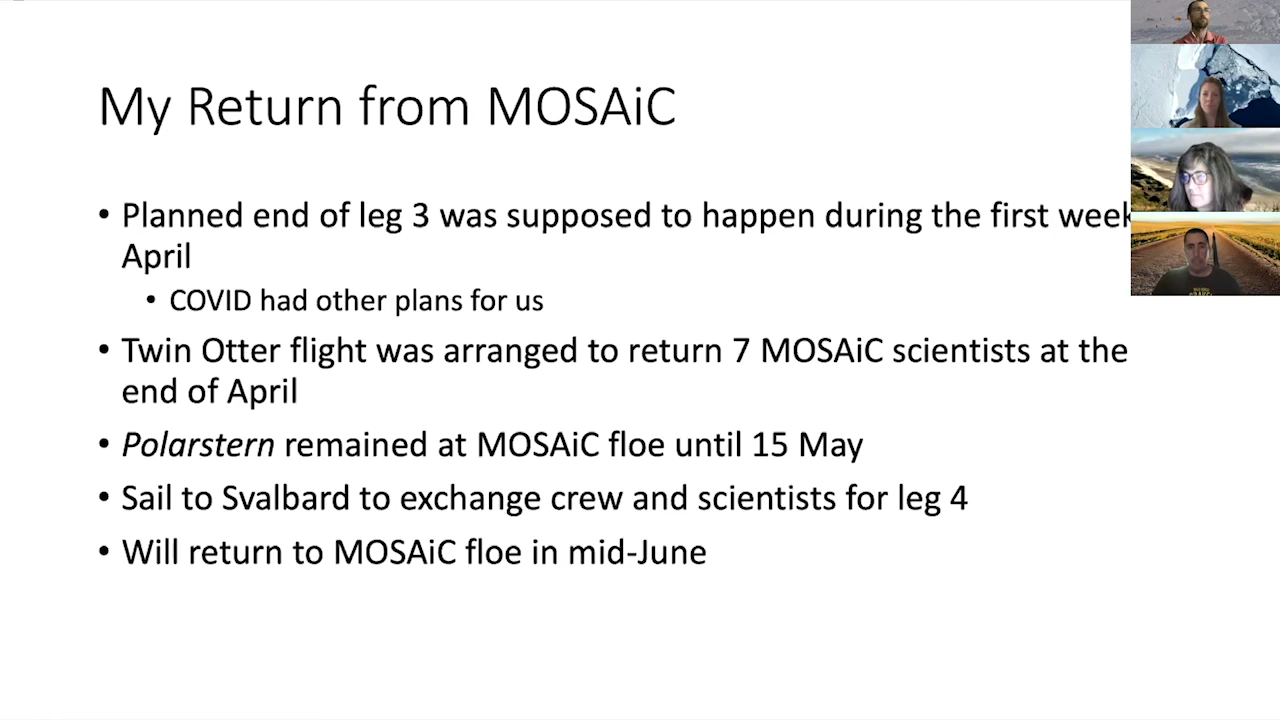 My Return from MOSAiC
• Planned end of leg 3 was supposed to happen during the first week
April
• COVID had other plans for us
• Twin Otter flight was arranged to return 7 MOSAiC scientists at the
end of April
• Polarstern remained at MOSAiC floe until 15 May
• Sail to Svalbard to exchange crew and scientists for leg 4
• Will return to MOSAiC floe in mid-June